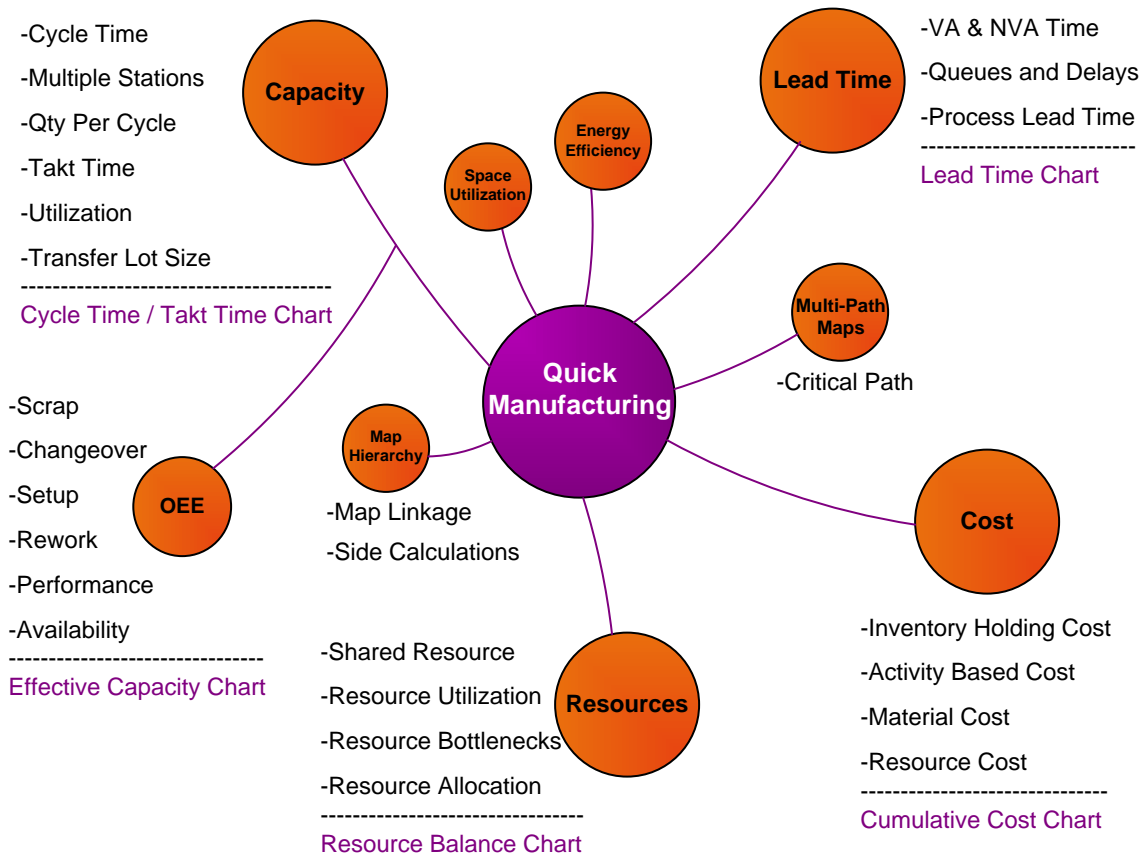 -Cycle Time
-Multiple Stations
-Qty Per Cycle
-Takt Time
-Utilization
-Transfer Lot Size
--------------------------------------
Cycle Time / Takt Time Chart
Capacity
Space
Utilization
Energy
Efficiency
Lead Time
-VA & NVA Time
-Queues and Delays
-Process Lead Time
--------------------------
Lead Time Chart
Multi-Path
Maps
-Critical Path
Quick
Manufacturing
Map
Hierarchy
-Map Linkage
-Side Calculations
-Scrap
-Changeover
-Setup
-Rework
-Performance
-Availability
--------------------------------
Effective Capacity Chart
OEE
Cost
-Inventory Holding Cost
-Activity Based Cost
-Material Cost
-Resource Cost
-------------------------------
Cumulative Cost Chart
-Shared Resource
-Resource Utilization
-Resource Bottlenecks
-Resource Allocation
---------------------------------
Resource Balance Chart
Resources